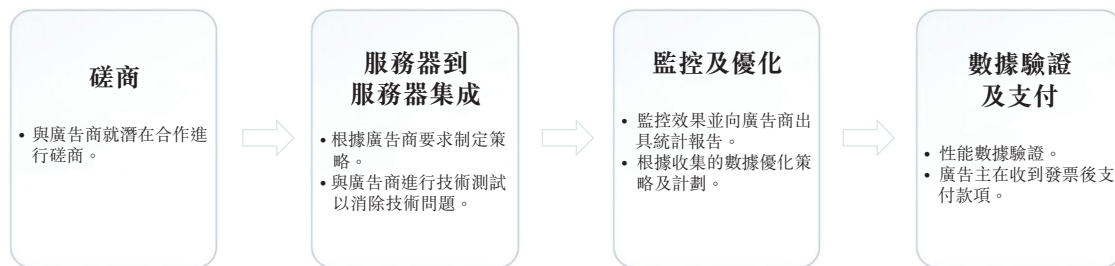 磋商
• 與廣告商就潛在合作進
行磋商。
服務器到
服務器集成
• 根據廣告商要求制定策
略。
• 與廣告商進行技術測試
以消除技術問題。
監控及優化
• 監控效果並向廣告商出
具統計報告。
• 根據收集的數據優化策
略及計劃。
數據驗證
及支付
• 性能數據驗證。
• 廣告主在收到發票後支
付款項。